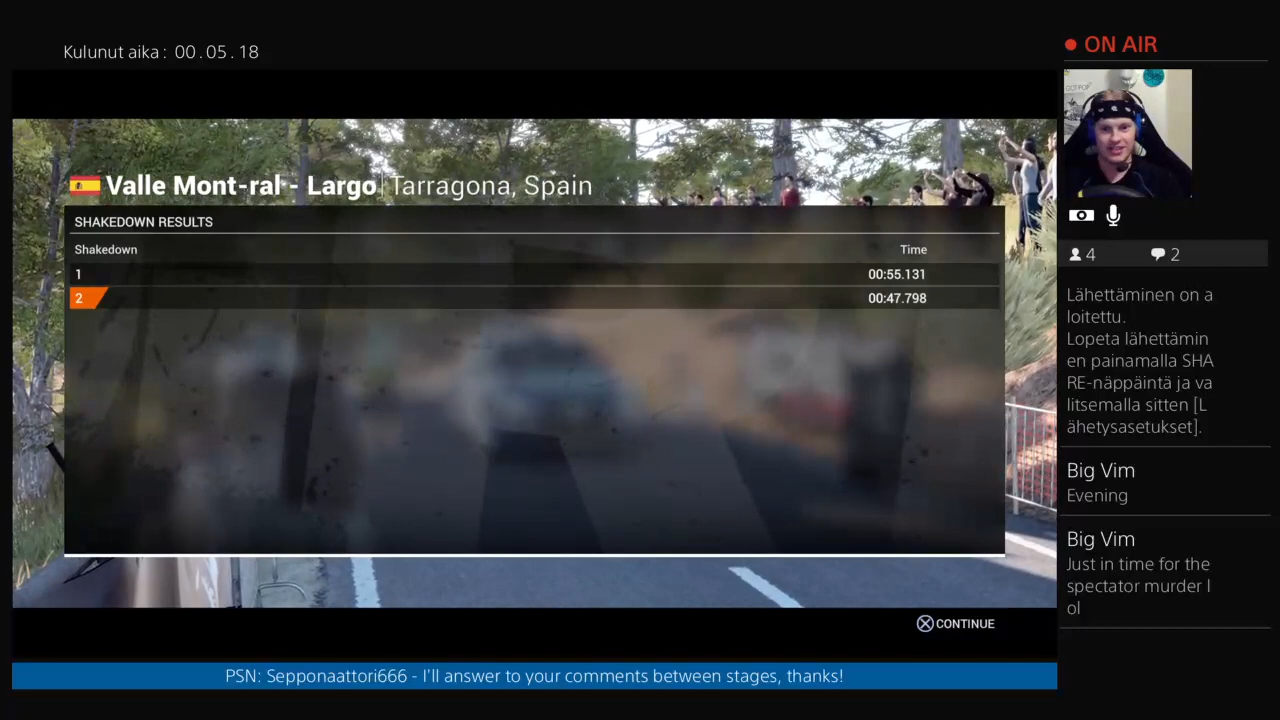 Kulunut aika : 00.05.18
ON AIR
Valle Mont-ral - Largo Tarragona, Spain
SHAKEDOWN RESULTS
Shakedown Time
1 00:55.131
2 00:47.798
CONTINUE
PSN: Sepponaattori666 - I'll answer to your comments between stages, thanks!
4 2
Lähettäminen on a
loitettu.
Lopeta lähettämin
en painamalla SHA
RE-näppäintä ja va
litsemalla sitten [L
ähetysasetukset].
Big Vim
Evening
Big Vim
Just in time for the
spectator murder l
ol